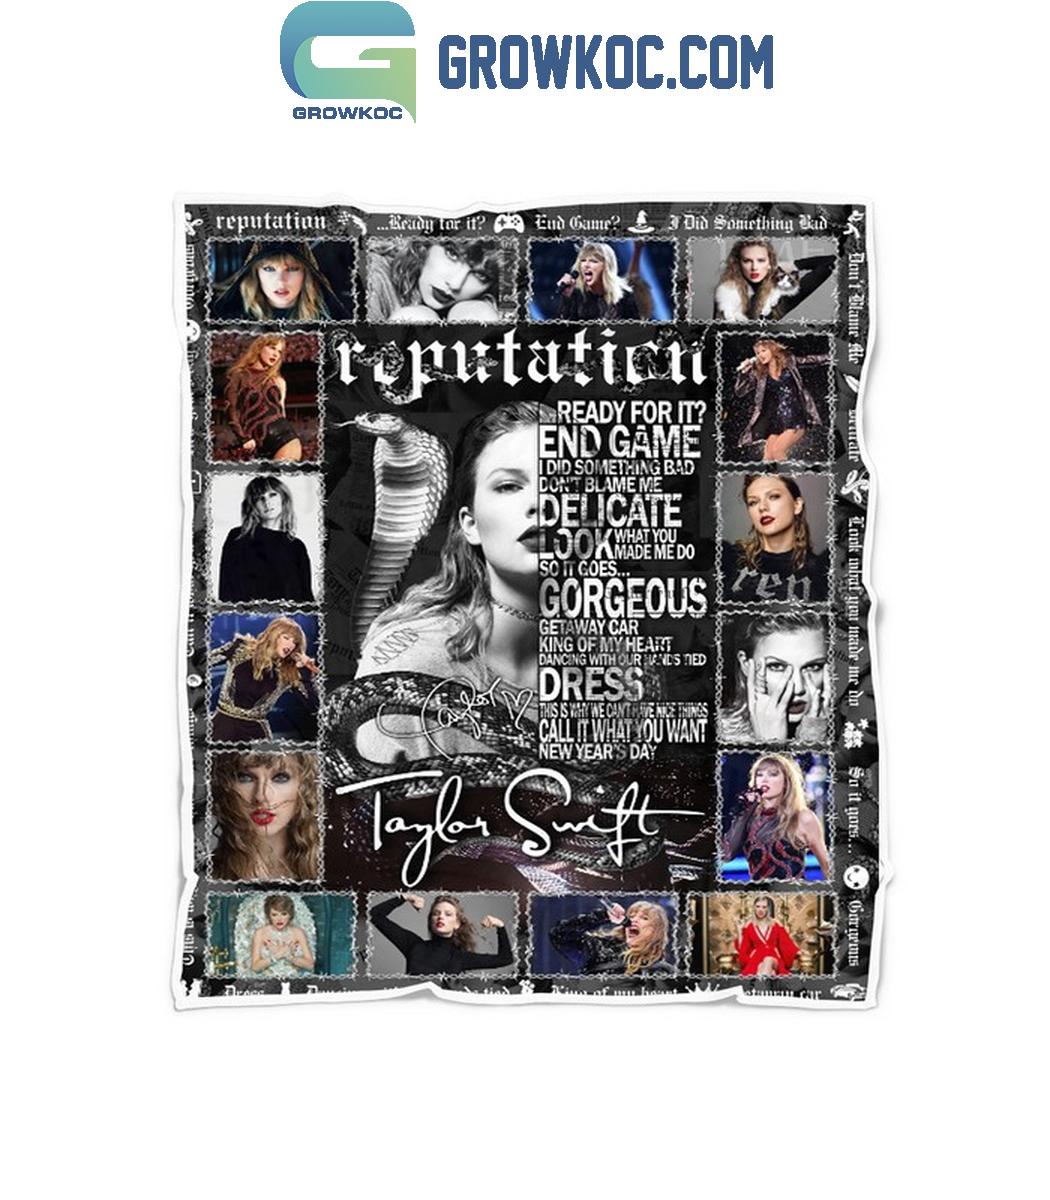 GROWKOC
GROWKOC.COM
reputation
...Ready for it?
End Game?
I Did Something Bad
Don't Blame Me
Delicate
Look what you made me do
So it goes...
Gorgeous
reputation
...READY FOR IT?
END GAME
I DID SOMETHING BAD
DON'T BLAME ME
DELICATE
LOOK WHAT YOU
MADE ME DO
SO IT GOES...
GORGEOUS
GETAWAY CAR
KING OF MY HEART
DANCING WITH OUR HANDS TIED
DRESS
THIS IS WHY WE CAN'T HAVE NICE THINGS
CALL IT WHAT YOU WANT
NEW YEAR'S DAY
Taylor
Taylor Swift
ren
King of my heart